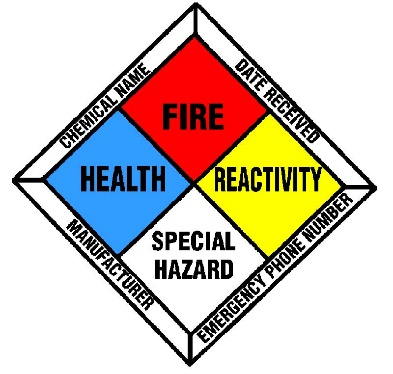 CHEMICAL NAME
DATE RECEIVED
FIRE
HEALTH
REACTIVITY
SPECIAL
HAZARD
MANUFACTURER
EMERGENCY PHONE NUMBER